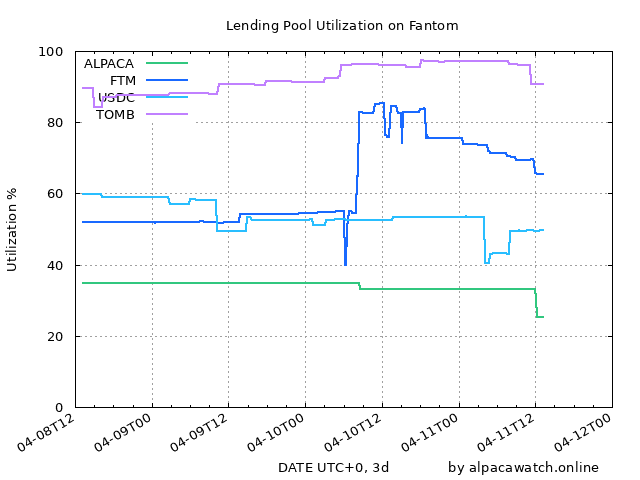 Lending Pool Utilization on Fantom
ALPACA
FTM
USDC
TOMB
100
80
60
40
20
0
Utilization %
04-08T12
04-09T00
04-09T12
04-10T00
04-10T12
04-11T00
04-11T12
04-12T00
DATE UTC+0, 3d
by alpacawatch.online